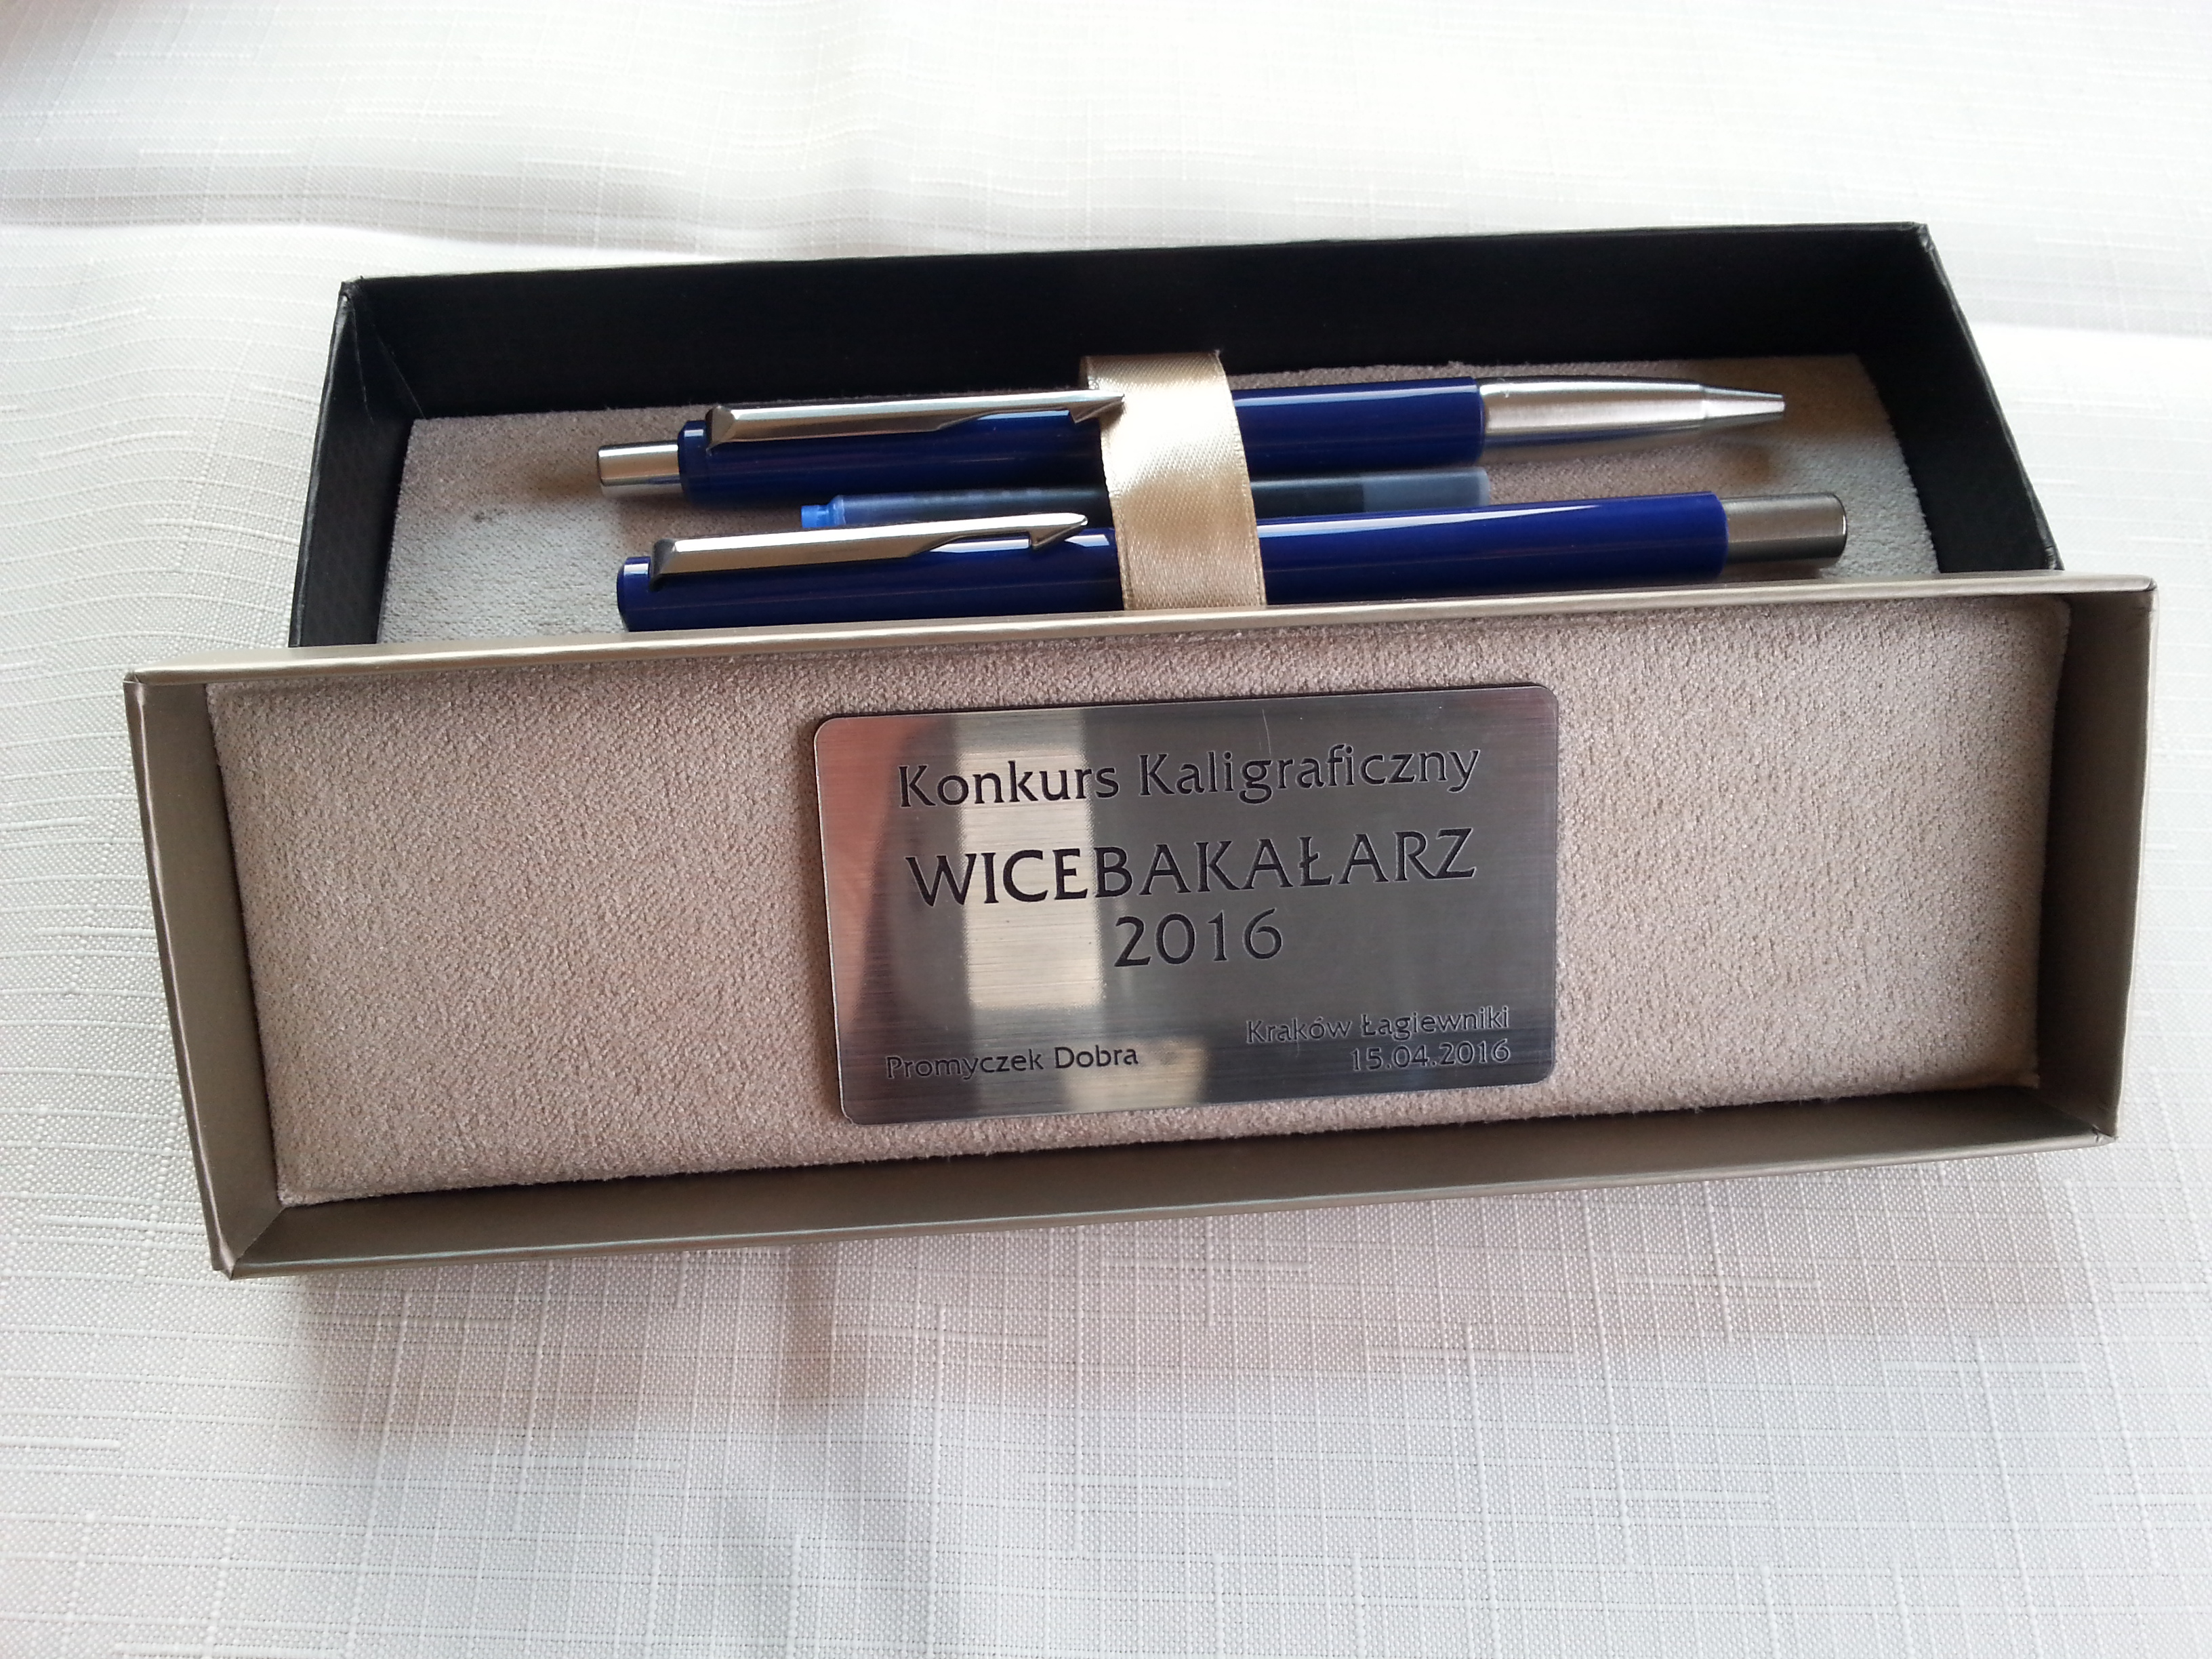 Konkurs Kaligraficzny
WICEBAKAŁARZ
2016
Promyczek Dobra
Kraków Łagiewniki
15.04.2016